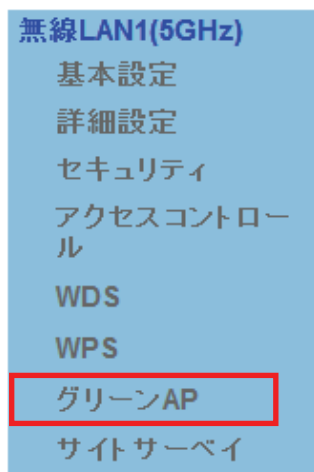 無線LAN1(5GHz)
基本設定
詳細設定
セキュリティ
アクセスコントロー
ル
WDS
WPS
グリーンAP
サイトサーベイ